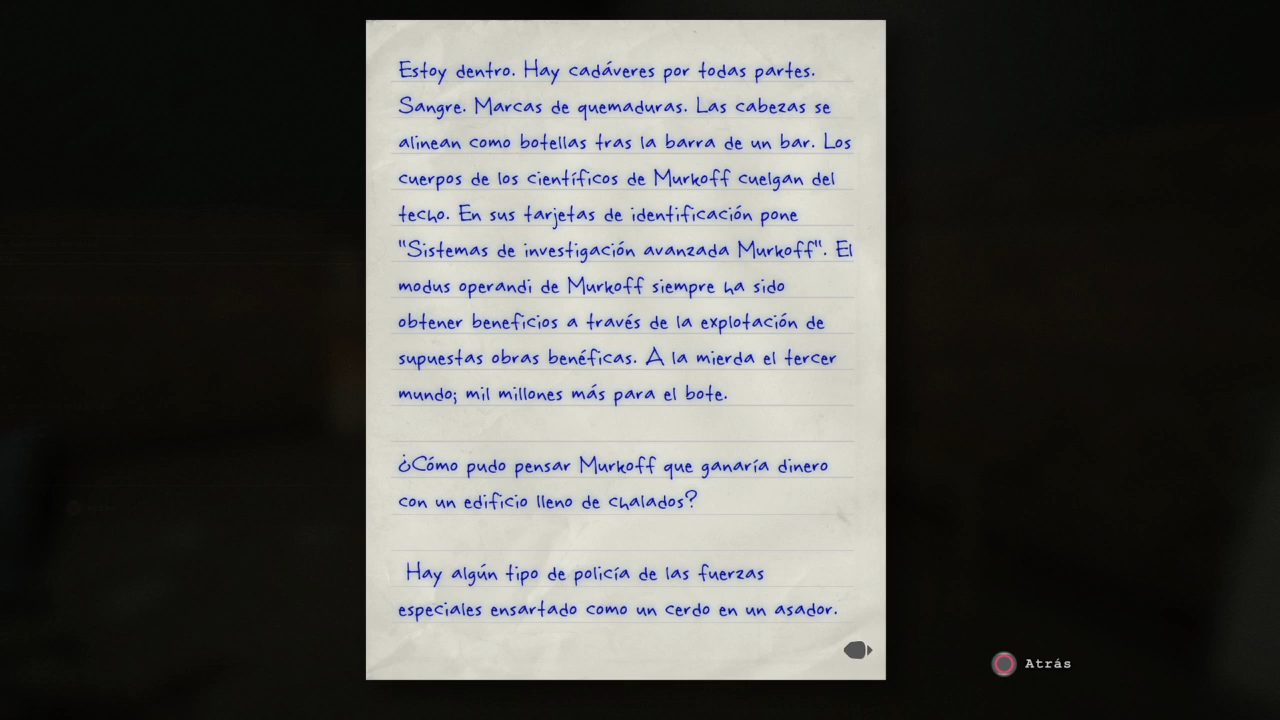 Estoy dentro. Hay cadáveres por todas partes.
Sangre. Marcas de quemaduras. Las cabezas se
alinean como botellas tras la barra de un bar. Los
cuerpos de los científicos de Murkoff cuelgan del
techo. En sus tarjetas de identificación pone
"Sistemas de investigación avanzada Murkoff". El
modus operandi de Murkoff siempre ha sido
obtener beneficios a través de la explotación de
supuestas obras benéficas. A la mierda el tercer
mundo; mil millones más para el bote.
¿Cómo pudo pensar Murkoff que ganaría dinero
con un edificio lleno de chalados?
Hay algún tipo de policía de las fuerzas
especiales ensartado como un cerdo en un asador.
Atrás